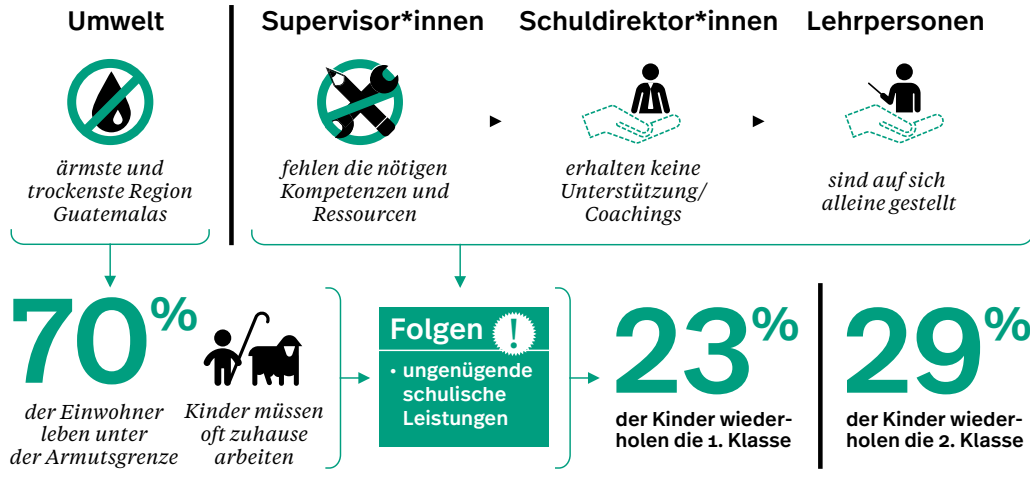 Umwelt
ärmste und
trockenste Region
Guatemalas
Supervisor*innen
fehlen die nötigen
Kompetenzen und
Ressourcen
Schuldirektor*innen
erhalten keine
Unterstützung/
Coachings
Lehrpersonen
sind auf sich
alleine gestellt
70%
der Einwohner
leben unter
der Armutsgrenze
Kinder müssen
oft zuhause
arbeiten
Folgen !
• ungenügende
schulische
Leistungen
23%
der Kinder wieder-
holen die 1. Klasse
29%
der Kinder wieder-
holen die 2. Klasse